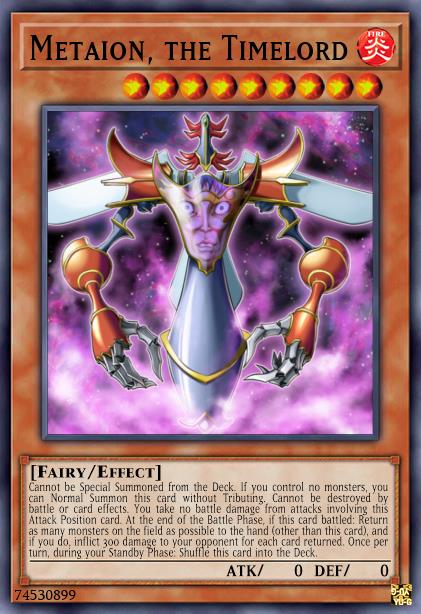 METAION, THE TIMELORD
FIRE
炎
[FAIRY/EFFECT]
Cannot be Special Summoned from the Deck. If you control no monsters, you
can Normal Summon this card without Tributing. Cannot be destroyed by
battle or card effects. You take no battle damage from attacks involving this
Attack Position card. At the end of the Battle Phase, if this card battled: Return
as many monsters on the field as possible to the hand (other than this card), and
if you do, inflict 300 damage to your opponent for each card returned. Once per
turn, during your Standby Phase: Shuffle this card into the Deck.
ATK/ 0 DEF/ 0
74530899